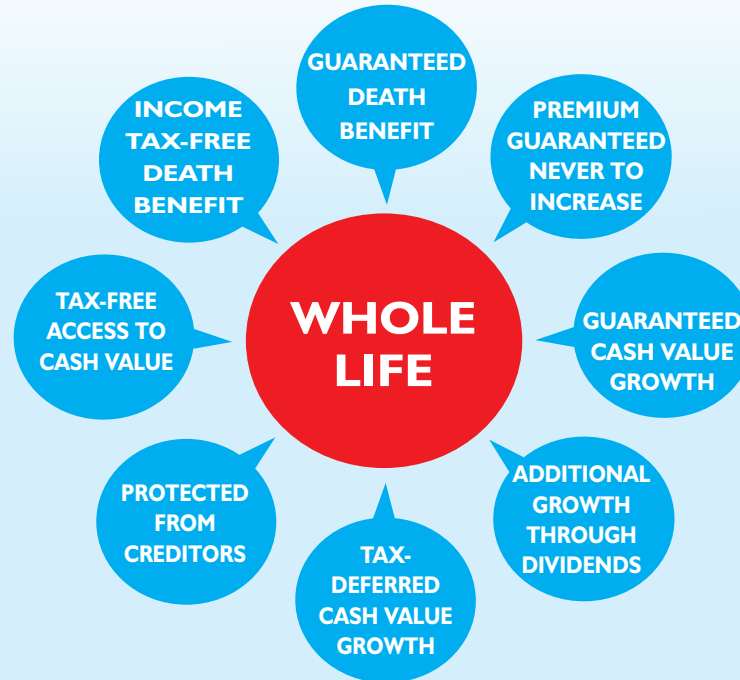 GUARANTEED
DEATH
BENEFIT
PREMIUM
GUARANTEED
NEVER TO
INCREASE
GUARANTEED
CASH VALUE
GROWTH
ADDITIONAL
GROWTH
THROUGH
DIVIDENDS
TAX-
DEFERRED
CASH VALUE
GROWTH
PROTECTED
FROM
CREDITORS
TAX-FREE
ACCESS TO
CASH VALUE
INCOME
TAX-FREE
DEATH
BENEFIT
WHOLE
LIFE